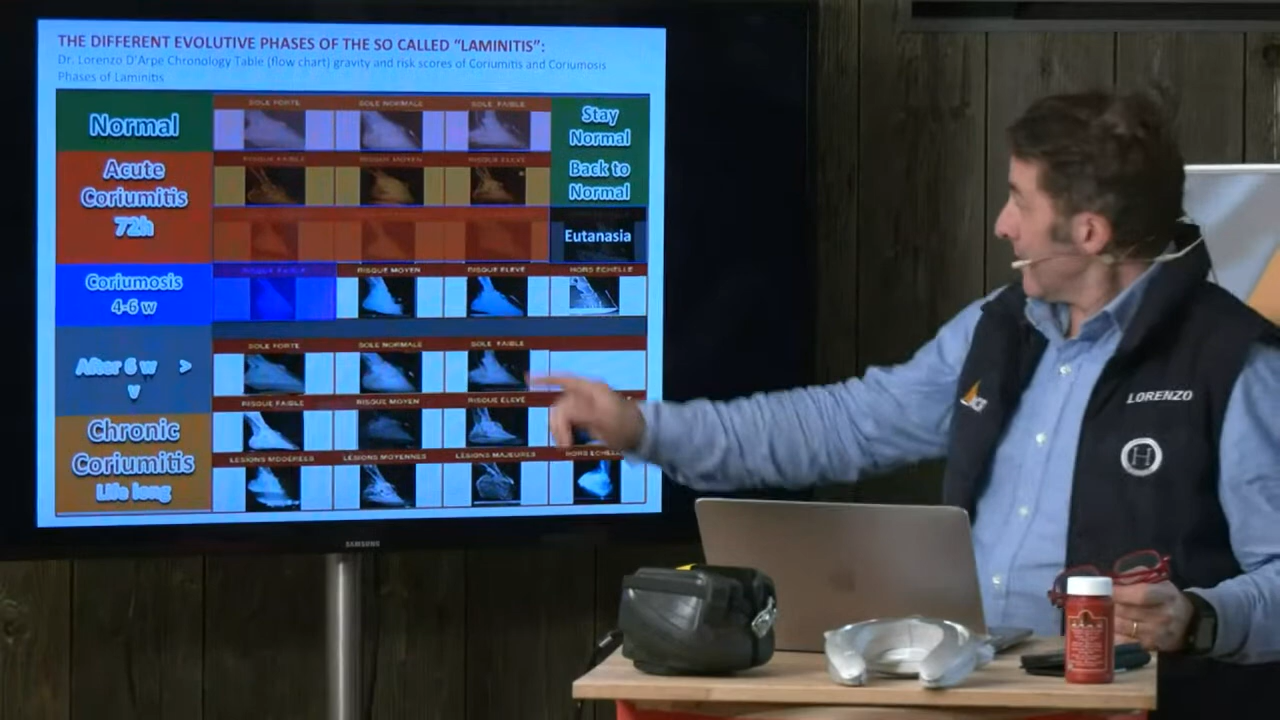 THE DIFFERENT EVOLUTIVE PHASES OF THE SO CALLED "LAMINITIS":
Dr. Lorenzo D'Arpe Chronology Table (flow chart) gravity and risk scores of Coriumitis and Coriumosis
Phases of Laminitis
SOLE FORTE SOLE NORMALE SOLE FAIBLE
Normal
Stay
Normal
RISQUE FAIBLE RISQUE MOYEN RISQUE ELEVE
Acute
Coriumitis
72h
Back to
Normal
Eutanasia
RISQUE FAIBLE RISQUE MOYEN RISQUE ELEVE HORS ECHELLE
Coriumosis
4-6 w
SOLE FORTE SOLE NORMALE SOLE FAIBLE
After 6 w >
v
RISQUE FAIBLE RISQUE MOYEN RISQUE ELEVE
Chronic
Coriumitis
Life long
LESIONS MODEREES LESIONS MOYENNES LESIONS MAJEURES HORS ECHELLE
SAMSUNG
LORENZO
H